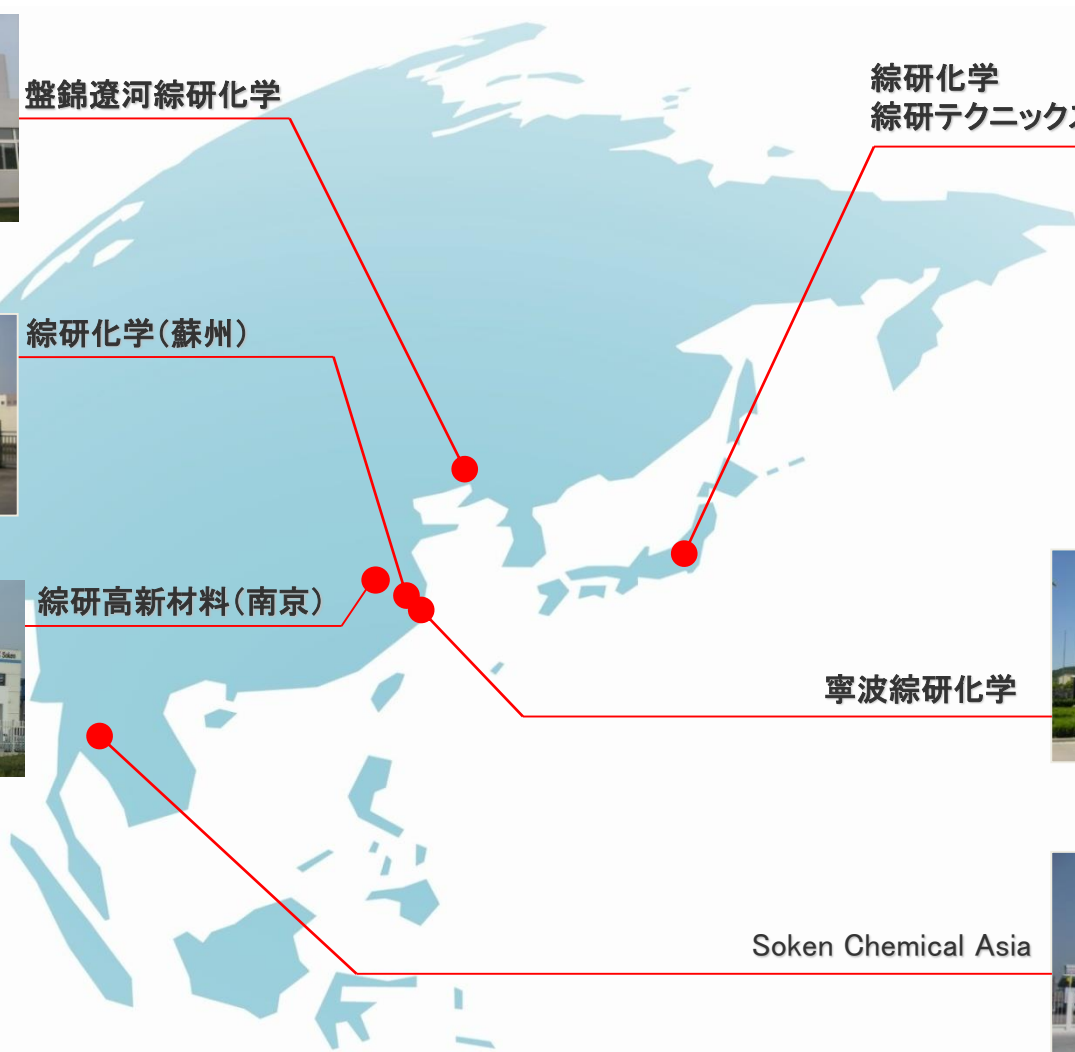 盤錦遼河綜研化学
綜研化学
綜研テクニックス
綜研化学(蘇州)
綜研高新材料(南京)
Soken
寧波綜研化学
Soken Chemical Asia